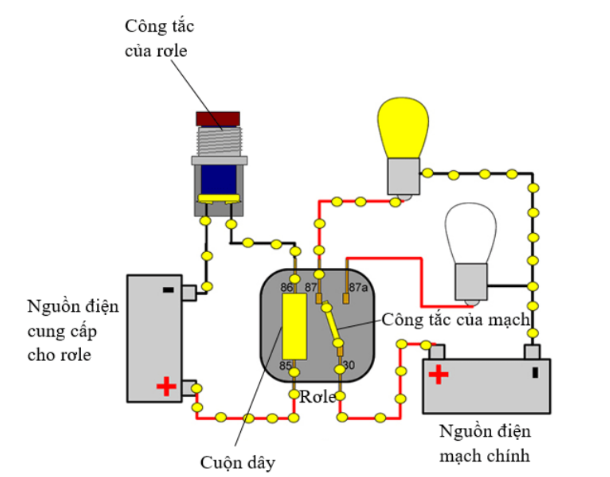 Công tắc
của rơle
86
87
87a
Nguồn điện
cung cấp
cho rơle
-
+
Công tắc của mạch
85
30
+
-
Rơle
Nguồn điện
mạch chính
Cuộn dây